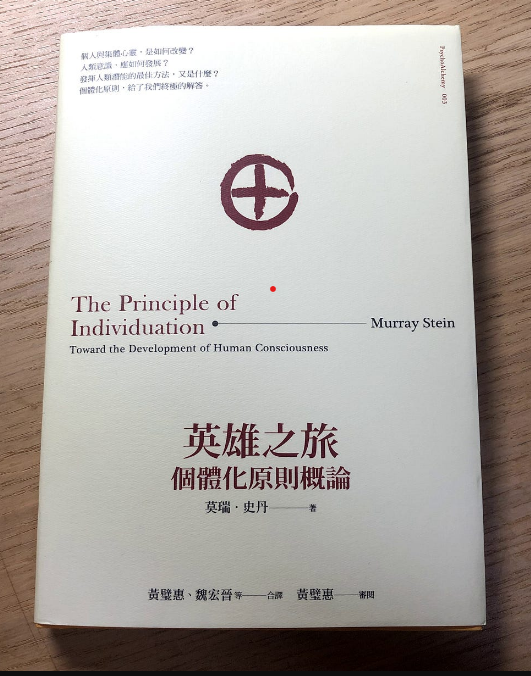 個人與集體心靈，是如何改變？
人類意識，應如何發展？
發揮人類潛能的最佳方法，又是什麼？
個體化原則，給了我們終極的解答。
PsychoAlchemy 003
The Principle of
Individuation
Murray Stein
Toward the Development of Human Consciousness
英雄之旅
個體化原則概論
莫瑞・史丹 著
黃璧惠、魏宏晉等 合譯 黃璧惠 審閱